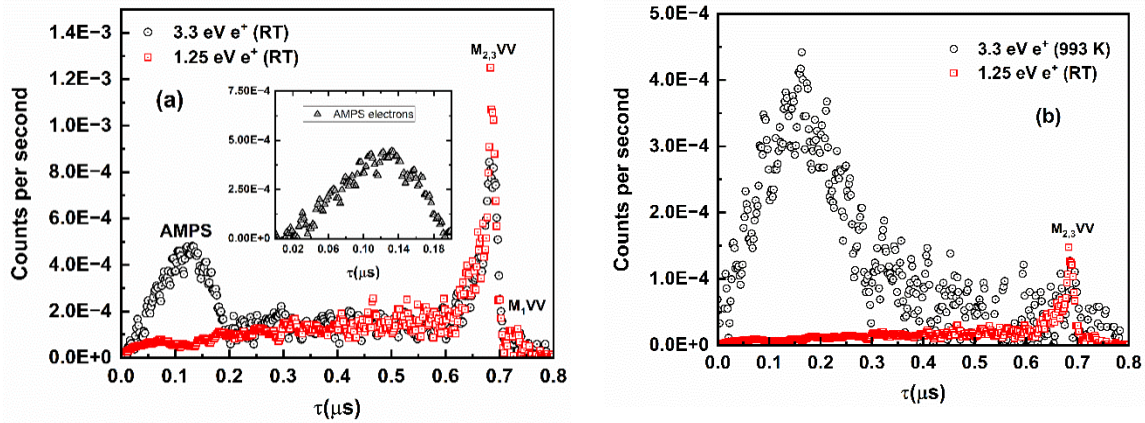 1.4E-3
1.2E-3
1.0E-3
8.0E-4
6.0E-4
4.0E-4
2.0E-4
0.0E+0
Counts per second
3.3 eV e⁺ (RT)
1.25 eV e⁺ (RT)
(a)
M₂,₃VV
M₁VV
AMPS
7.50E-4
5.00E-4
2.50E-4
0.00E+0
AMPS electrons
0.02 0.06 0.10 0.14 0.18
τ(μs)
0.0 0.1 0.2 0.3 0.4 0.5 0.6 0.7 0.8
τ(μs)
5.0E-4
4.0E-4
3.0E-4
2.0E-4
1.0E-4
0.0E+0
Counts per second
3.3 eV e⁺ (993 K)
1.25 eV e⁺ (RT)
(b)
M₂,₃VV
0.0 0.1 0.2 0.3 0.4 0.5 0.6 0.7 0.8
τ(μs)